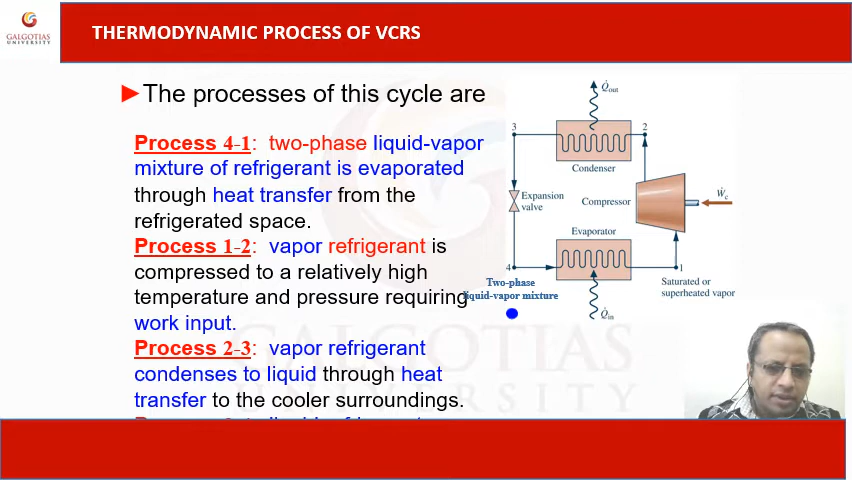 GALGOTIAS
UNIVERSITY
THERMODYNAMIC PROCESS OF VCRS
The processes of this cycle are
Process 4-1: two-phase liquid-vapor
mixture of refrigerant is evaporated
through heat transfer from the
refrigerated space.
Process 1-2: vapor refrigerant is
compressed to a relatively high
temperature and pressure requiring
work input.
Process 2-3: vapor refrigerant
condenses to liquid through heat
transfer to the cooler surroundings.
Q̇out
3
2
Condenser
Expansion
valve
Compressor
Ẇc
Evaporator
4
1
Two-phase
liquid-vapor mixture
Saturated or
superheated vapor
Q̇in
GALGOTIAS